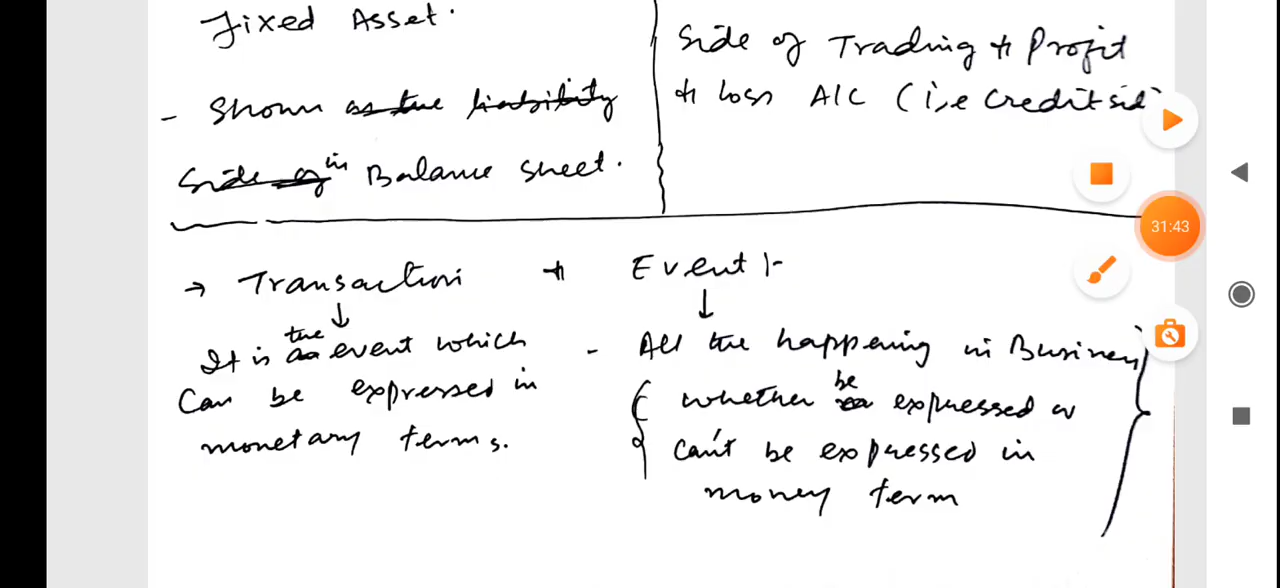 Fixed Asset.
- Shown as the liability
Side of in Balance Sheet.
Side of Trading & Profit
& Loss A/C (i.e Credit sid
→ Transaction & Event :-
It is the event which
Can be expressed in
monetary terms.
- All the happening in Business
whether be expressed or
can't be expressed in
money term
31:43